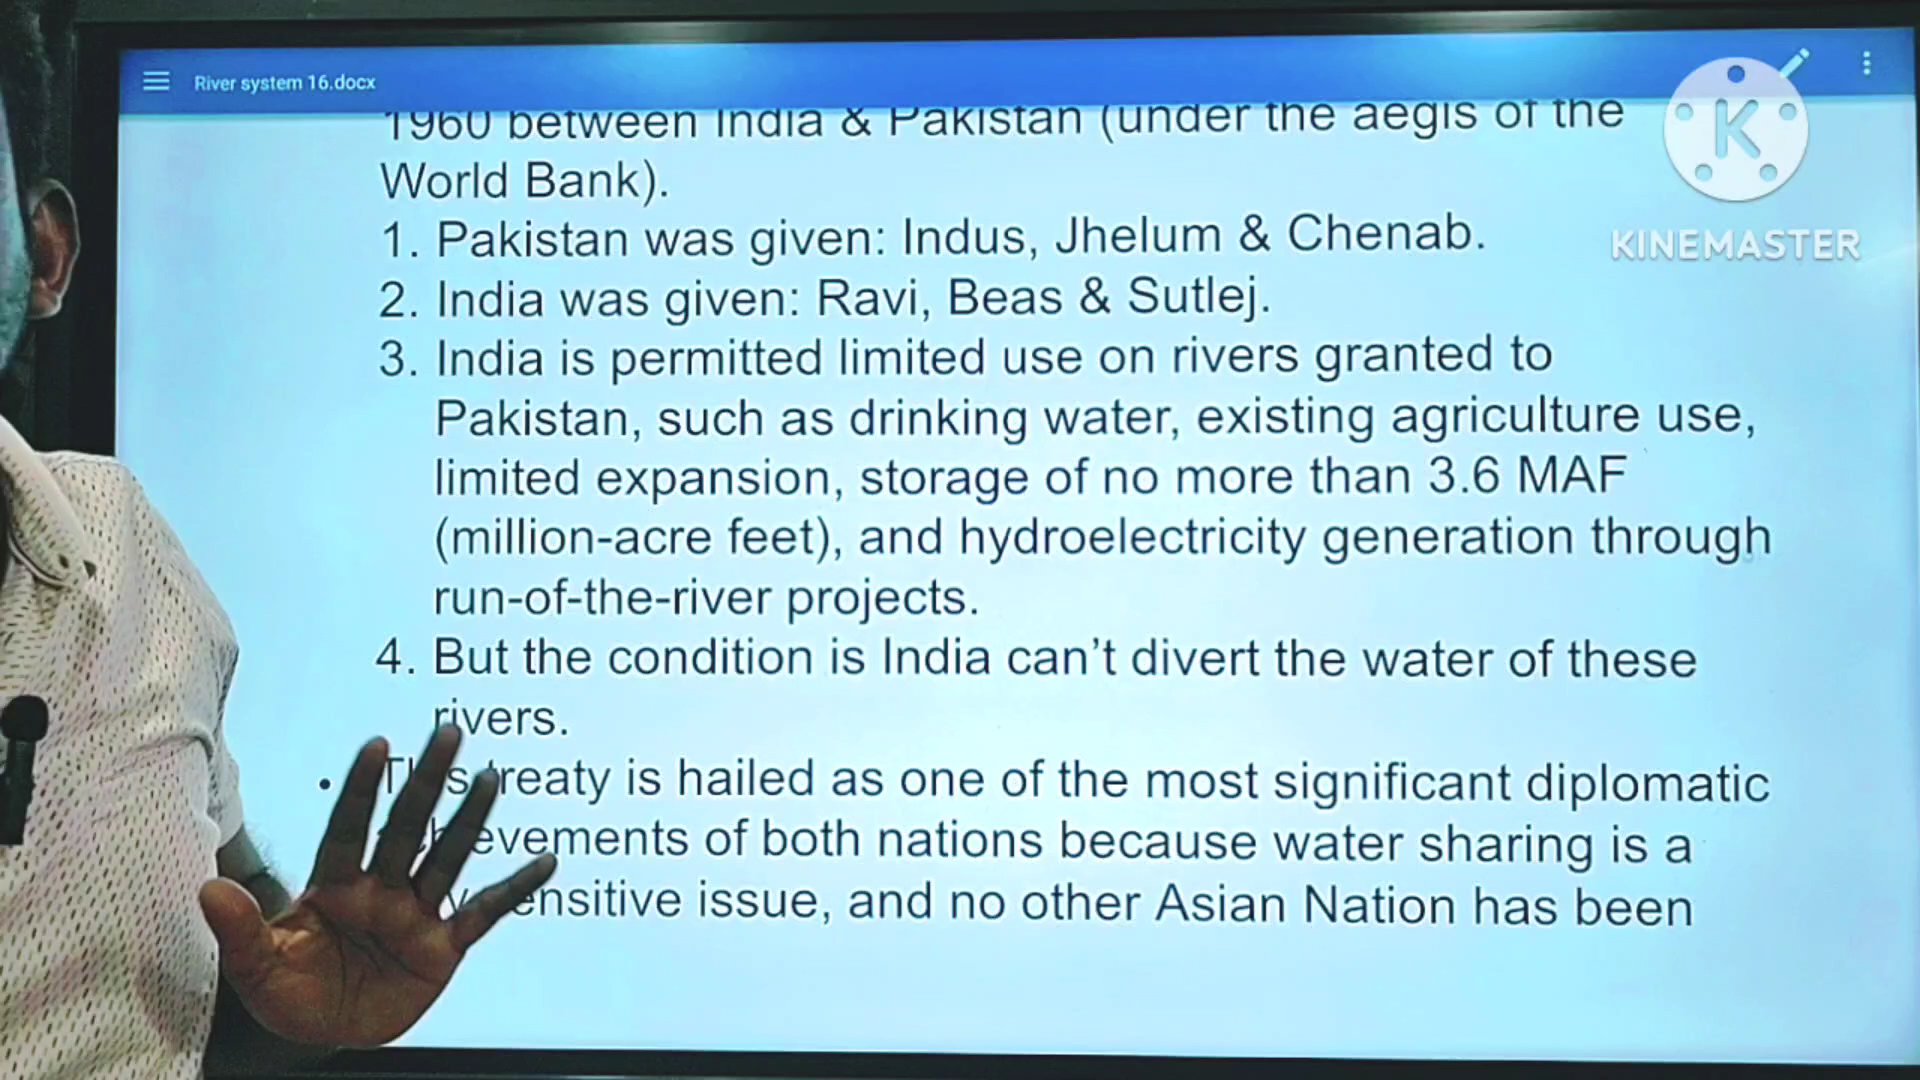 River system 16.docx
1960 between India & Pakistan (under the aegis of the
World Bank).
1. Pakistan was given: Indus, Jhelum & Chenab.
2. India was given: Ravi, Beas & Sutlej.
3. India is permitted limited use on rivers granted to
Pakistan, such as drinking water, existing agriculture use,
limited expansion, storage of no more than 3.6 MAF
(million-acre feet), and hydroelectricity generation through
run-of-the-river projects.
4. But the condition is India can’t divert the water of these
rivers.
• This treaty is hailed as one of the most significant diplomatic
achievements of both nations because water sharing is a
sensitive issue, and no other Asian Nation has been
K
KINEMASTER